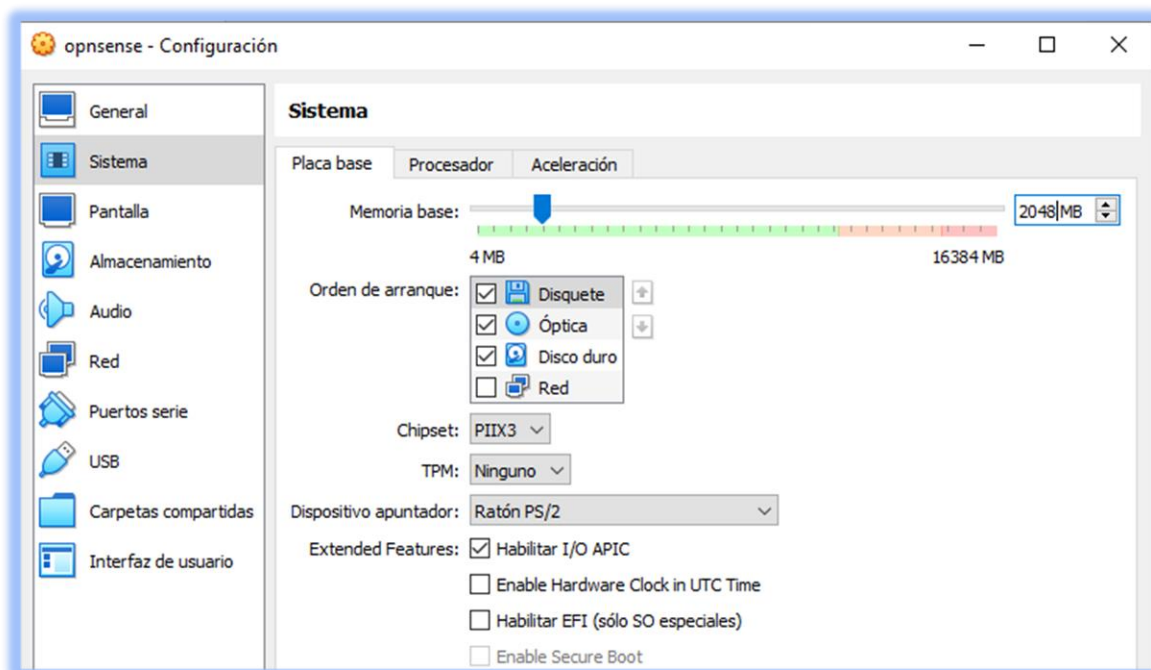 opnsense - Configuración
General
Sistema
Pantalla
Almacenamiento
Audio
Red
Puertos serie
USB
Carpetas compartidas
Interfaz de usuario
Sistema
Placa base Procesador Aceleración
Memoria base: 2048 MB
4 MB 16384 MB
Orden de arranque: Disquete
Óptica
Disco duro
Red
Chipset: PIIX3
TPM: Ninguno
Dispositivo apuntador: Ratón PS/2
Extended Features: Habilitar I/O APIC
Enable Hardware Clock in UTC Time
Habilitar EFI (sólo SO especiales)
Enable Secure Boot